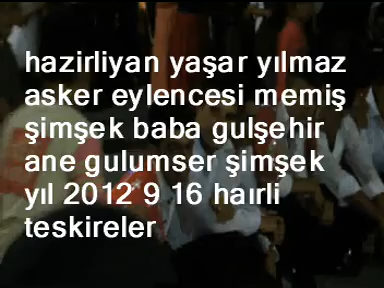 hazirliyan yaşar yılmaz
asker eylencesi memiş
şimşek baba gulşehir
ane gulumser şimşek
yıl 2012 9 16 haırli
teskireler